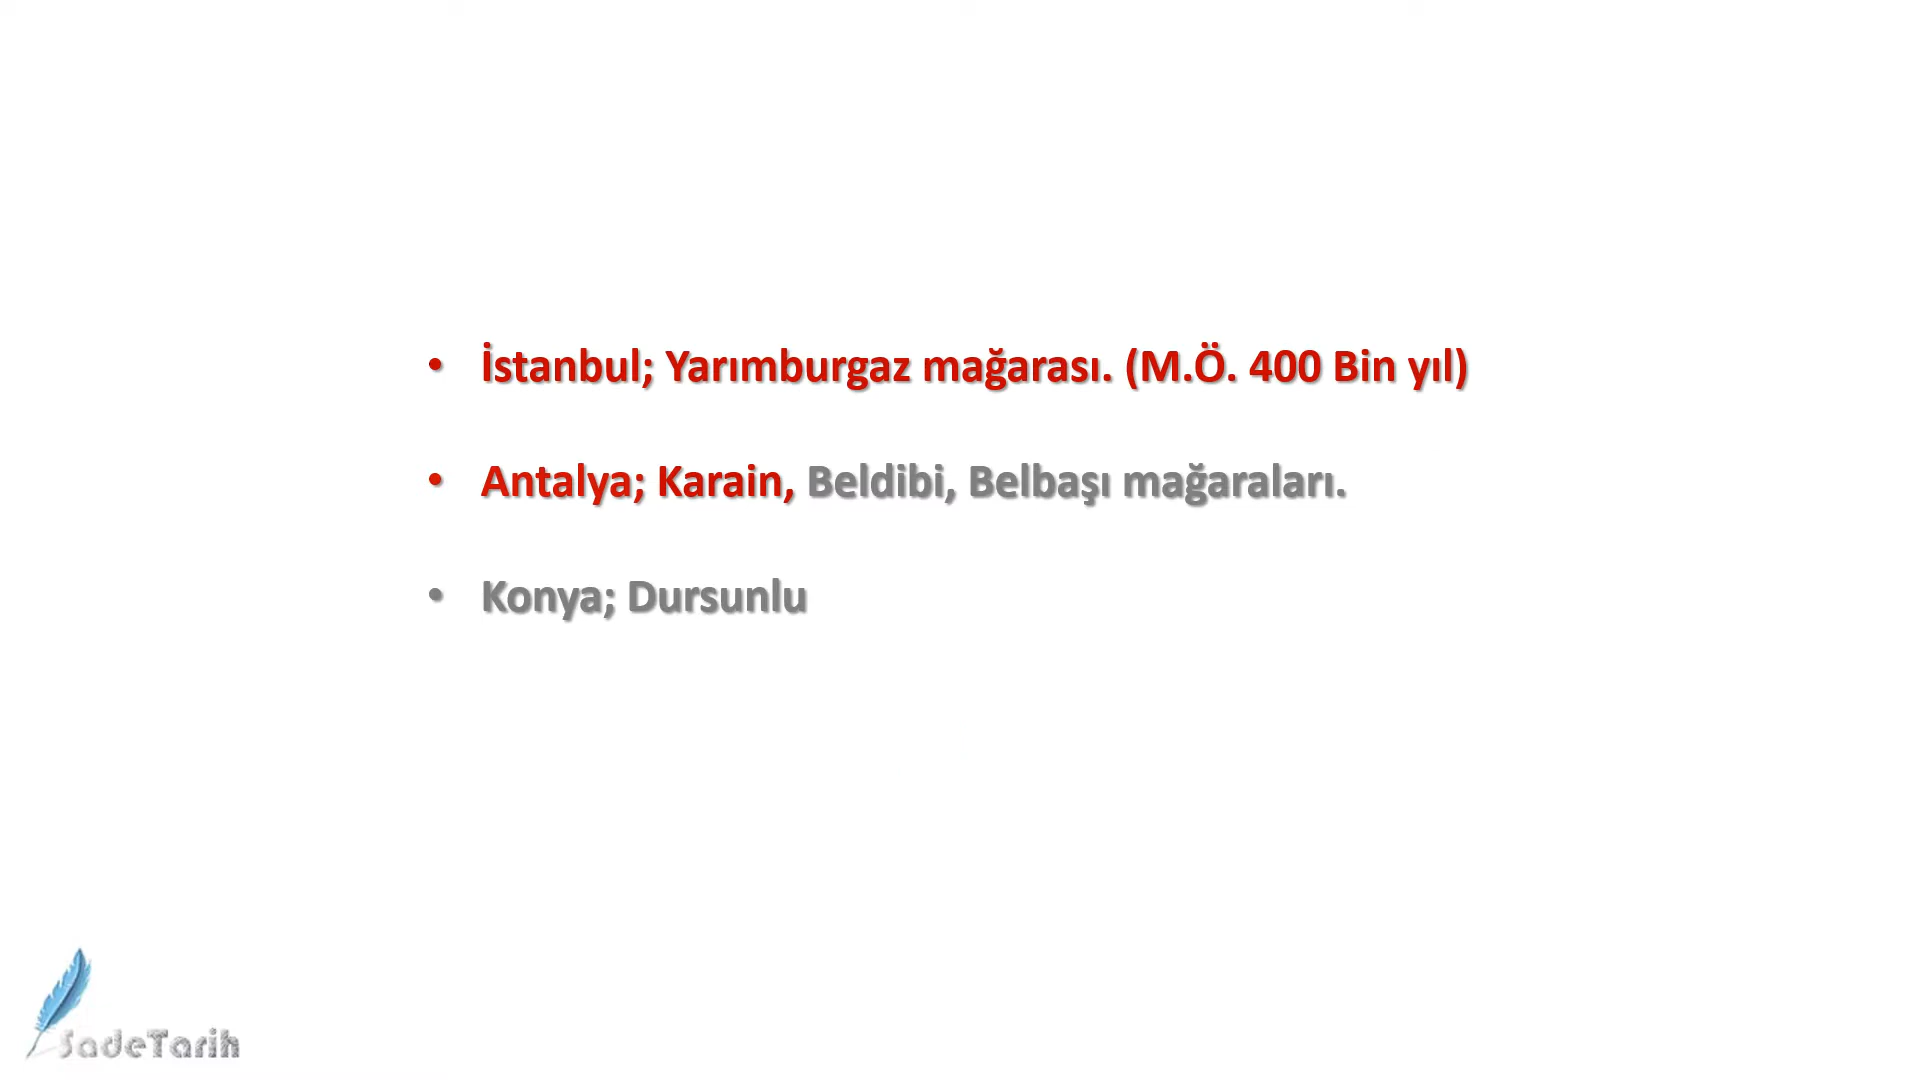 • İstanbul; Yarımburgaz mağarası. (M.Ö. 400 Bin yıl)
• Antalya; Karain, Beldibi, Belbaşı mağaraları.
• Konya; Dursunlu
SadeTarih